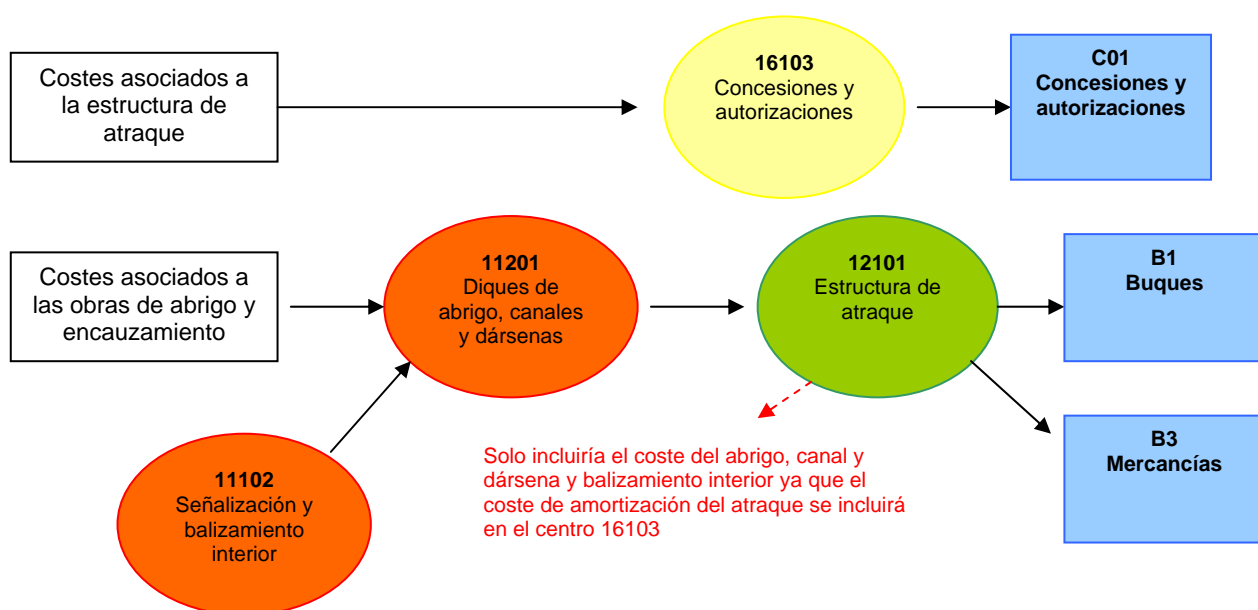 Costes asociados a
la estructura de
atraque
16103
Concesiones y
autorizaciones
C01
Concesiones y
autorizaciones
Costes asociados a
las obras de abrigo y
encauzamiento
11201
Diques de
abrigo, canales
y dársenas
12101
Estructura de
atraque
B1
Buques
11102
Señalización y
balizamiento
interior
Solo incluiría el coste del abrigo, canal y
dársena y balizamiento interior ya que el
coste de amortización del atraque se incluirá
en el centro 16103
B3
Mercancías